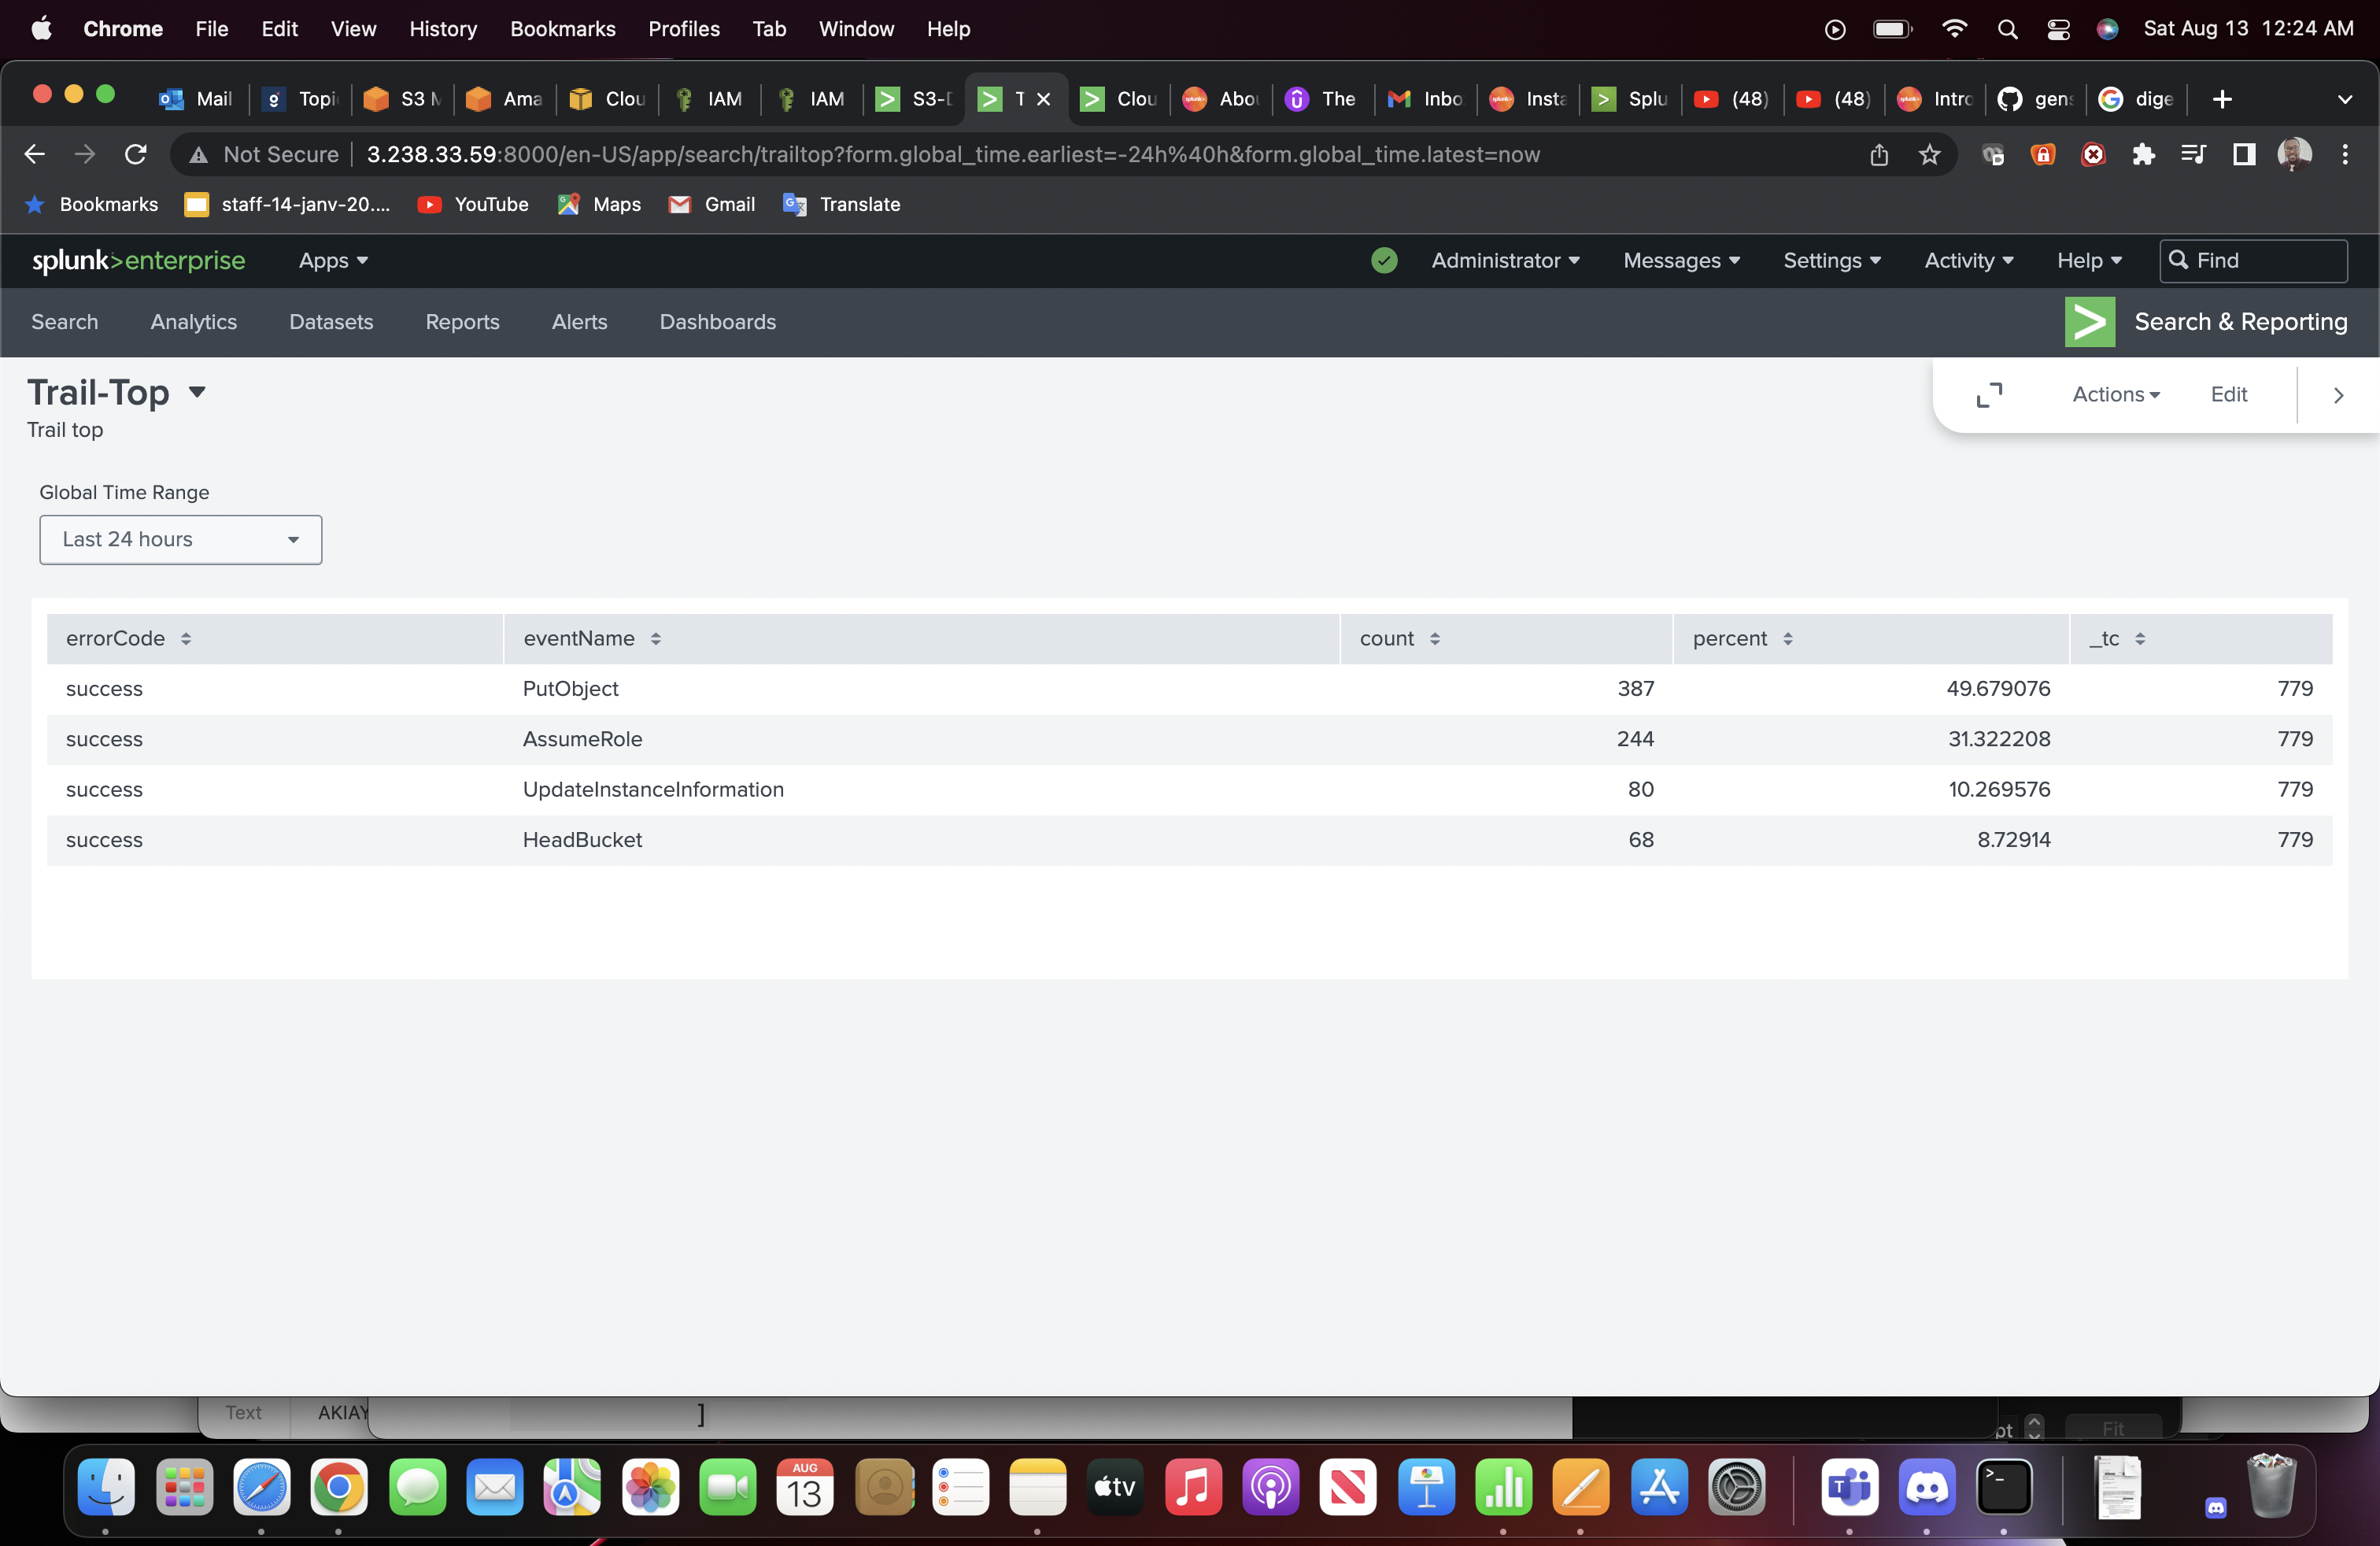 Chrome File Edit View History Bookmarks Profiles Tab Window Help Sat Aug 13 12:24 AM
Mail Topi S3 M Ama Clou IAM IAM S3-D T Clou Abou The Inbo Insta Splu (48) (48) Intro gens dige
Not Secure 3.238.33.59:8000/en-US/app/search/trailtop?form.global_time.earliest=-24h%40h&form.global_time.latest=now
Bookmarks staff-14-janv-20.... YouTube Maps Gmail Translate
splunk>enterprise Apps Administrator Messages Settings Activity Help Find
Search Analytics Datasets Reports Alerts Dashboards Search & Reporting
Trail-Top Actions Edit
Trail top
Global Time Range
Last 24 hours
errorCode eventName count percent _tc
success PutObject 387 49.679076 779
success AssumeRole 244 31.322208 779
success UpdateInstanceInformation 80 10.269576 779
success HeadBucket 68 8.72914 779
Text AKIAY ] pt Fit
AUG
13
tv